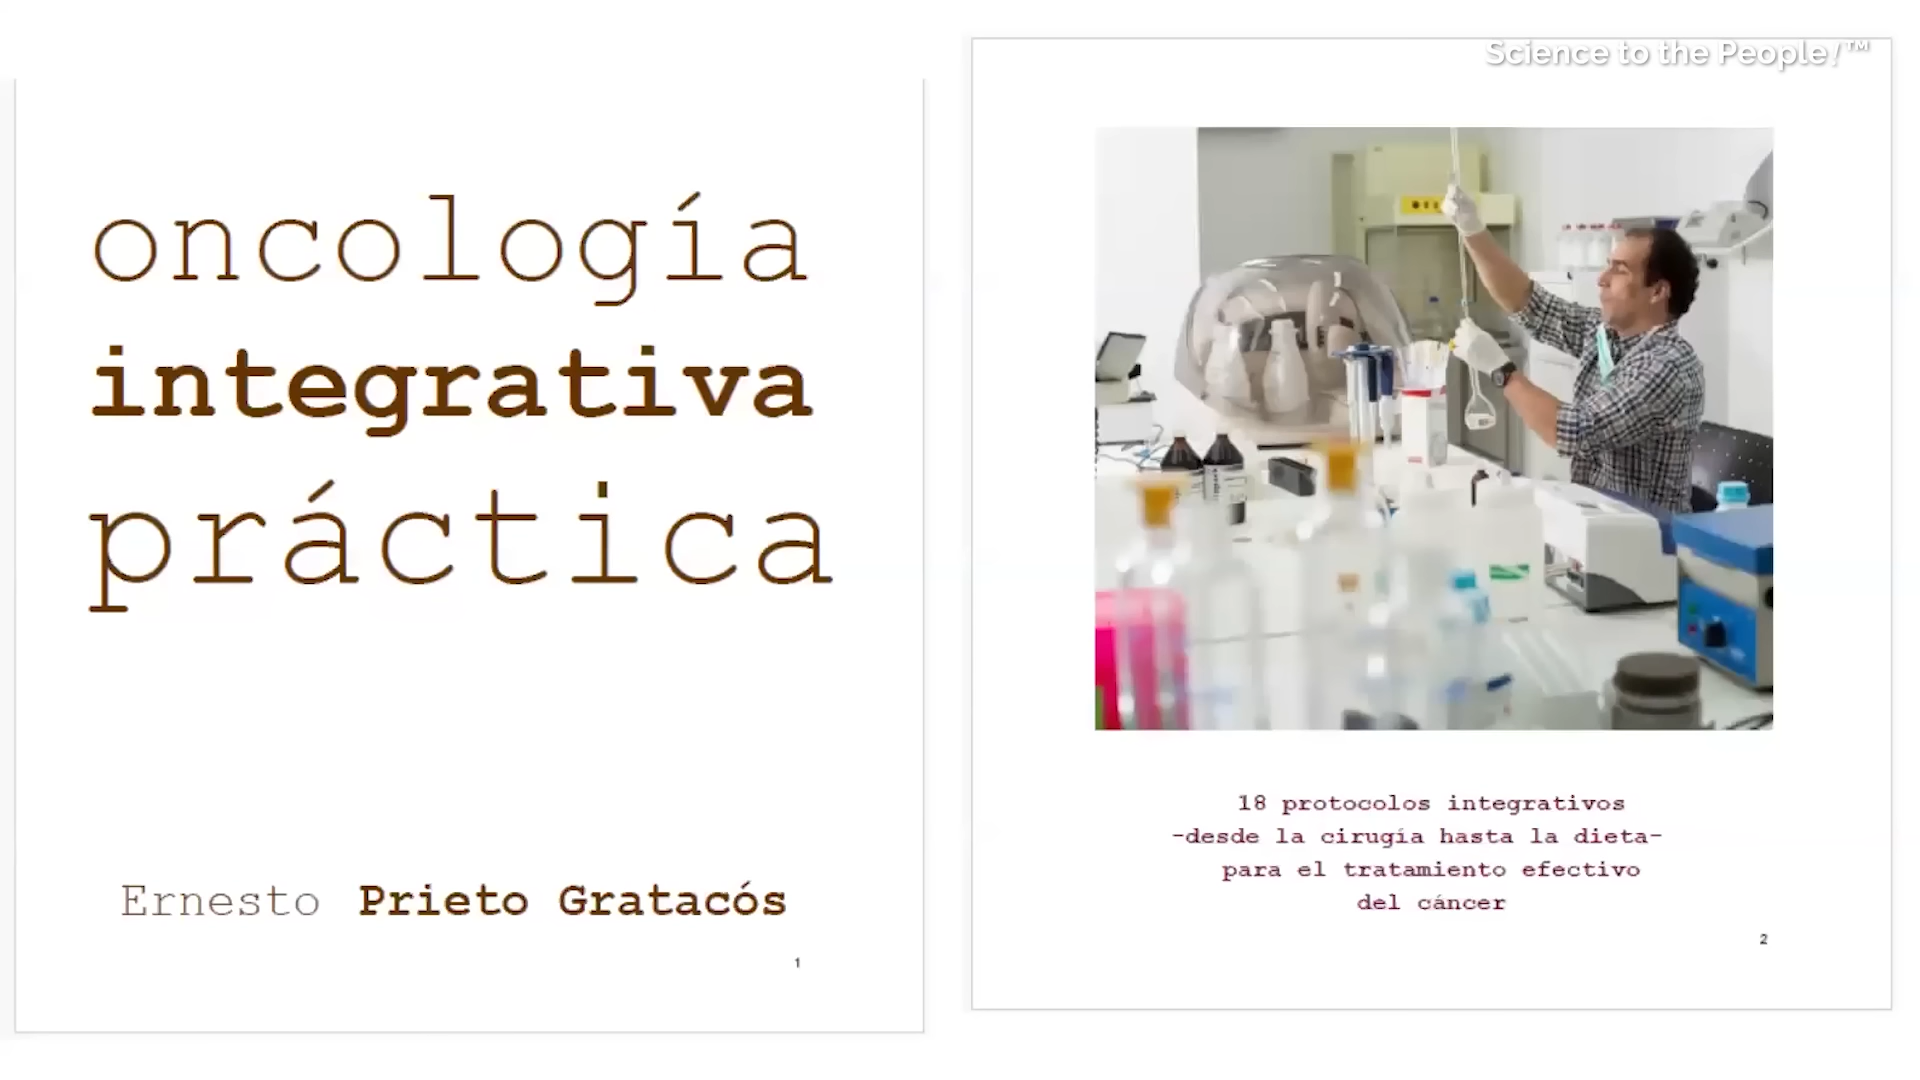 oncología
integrativa
práctica
Ernesto Prieto Gratacós
1
Science to the People!™
18 protocolos integrativos
-desde la cirugía hasta la dieta-
para el tratamiento efectivo
del cáncer
2